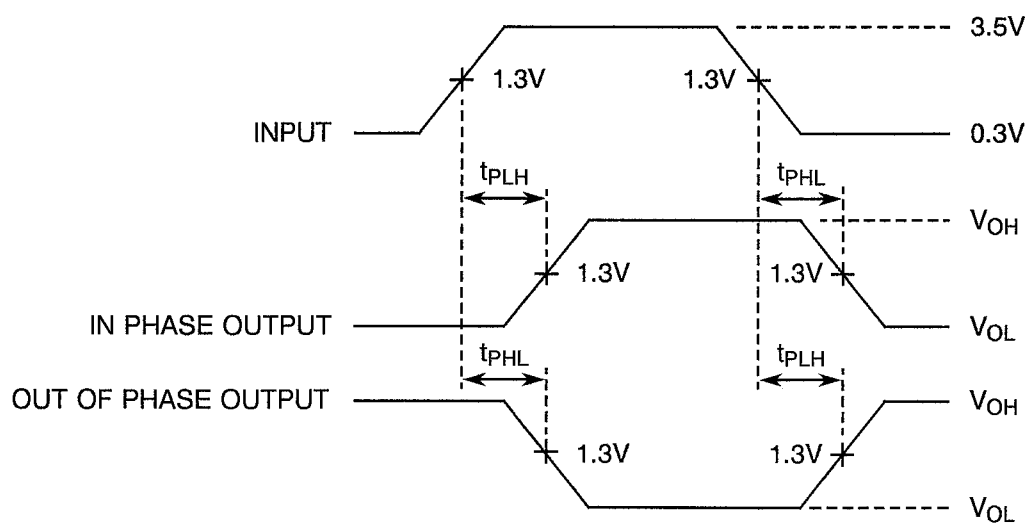 3.5V
1.3V 1.3V
INPUT 0.3V
tPLH tPHL
VOH
1.3V 1.3V
IN PHASE OUTPUT VOL
tPHL tPLH
OUT OF PHASE OUTPUT VOH
1.3V 1.3V
VOL